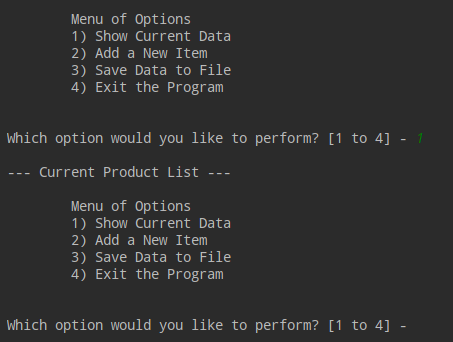 Menu of Options
1) Show Current Data
2) Add a New Item
3) Save Data to File
4) Exit the Program
Which option would you like to perform? [1 to 4] - 1
--- Current Product List ---
Menu of Options
1) Show Current Data
2) Add a New Item
3) Save Data to File
4) Exit the Program
Which option would you like to perform? [1 to 4] -